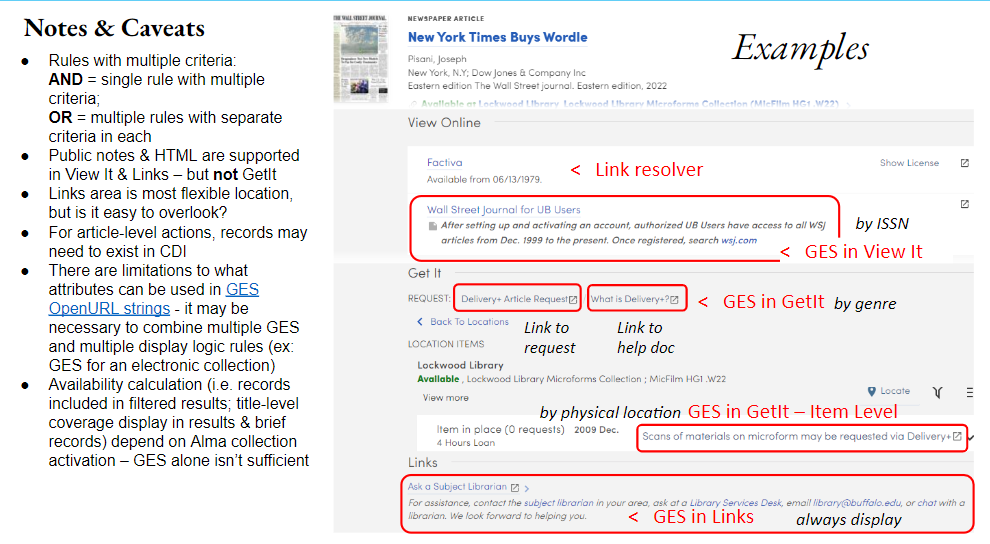 Notes & Caveats
● Rules with multiple criteria:
AND = single rule with multiple
criteria;
OR = multiple rules with separate
criteria in each
● Public notes & HTML are supported
in View It & Links – but not GetIt
● Links area is most flexible location,
but is it easy to overlook?
● For article-level actions, records may
need to exist in CDI
● There are limitations to what
attributes can be used in GES
OpenURL strings - it may be
necessary to combine multiple GES
and multiple display logic rules (ex:
GES for an electronic collection)
● Availability calculation (i.e. records
included in filtered results; title-level
coverage display in results & brief
records) depend on Alma collection
activation – GES alone isn't sufficient
THE WALL STREET JOURNAL
NEWSPAPER ARTICLE
New York Times Buys Wordle
Examples
Pisani, Joseph
New York, N.Y; Dow Jones & Company Inc
Eastern edition The Wall Street journal. Eastern edition, 2022
Available at Lockwood Library Lockwood Library Microforms Collection (MicFilm HG1 .W22) >
View Online
Factiva
Show License
< Link resolver
Available from 06/13/1979.
Wall Street Journal for UB Users
After setting up and activating an account, authorized UB Users have access to all WSJ
articles from Dec. 1999 to the present. Once registered, search wsj.com
by ISSN
< GES in View It
Get It
REQUEST: Delivery+ Article Request What is Delivery+?
< GES in GetIt by genre
< Back To Locations
Link to
request
Link to
help doc
LOCATION ITEMS
Lockwood Library
Available , Lockwood Library Microforms Collection ; MicFilm HG1 .W22
View more
Locate
by physical location GES in GetIt – Item Level
Item in place (0 requests) 2009 Dec.
4 Hours Loan
Scans of materials on microform may be requested via Delivery+
Links
Ask a Subject Librarian >
For assistance, contact the subject librarian in your area, ask at a Library Services Desk, email library@buffalo.edu, or chat with a
librarian. We look forward to helping you.
< GES in Links always display